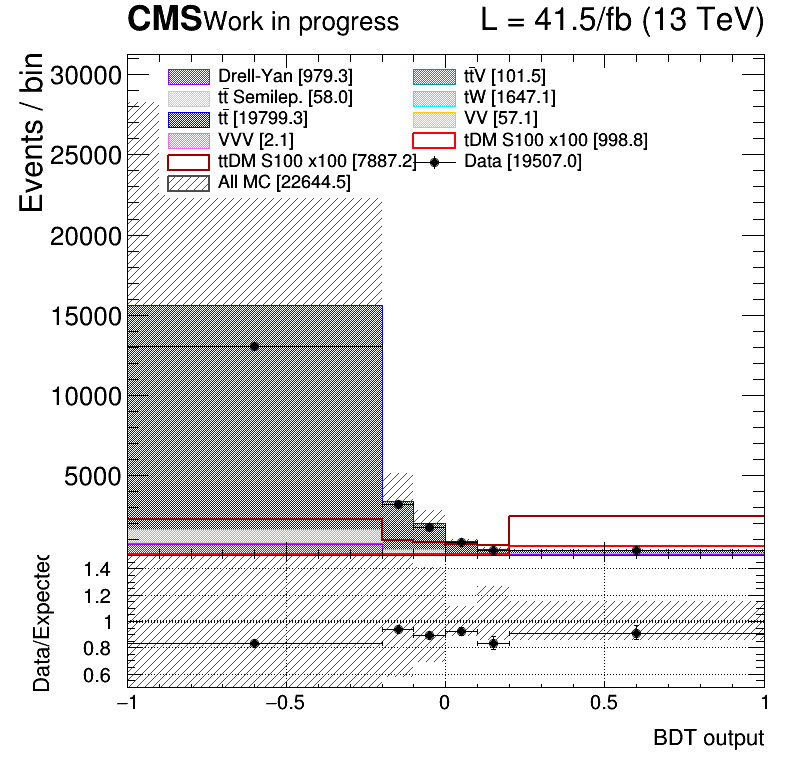 CMS Work in progress L = 41.5/fb (13 TeV)
Events / bin
30000
25000
20000
15000
10000
5000
Drell-Yan [979.3]
tt̄V [101.5]
tt̄ Semilep. [58.0]
tW [1647.1]
tt̄ [19799.3]
VV [57.1]
VVV [2.1]
tDM S100 x100 [998.8]
ttDM S100 x100 [7887.2]
Data [19507.0]
All MC [22644.5]
Data/Expected
1.4
1.2
1
0.8
0.6
−1 −0.5 0 0.5 1
BDT output